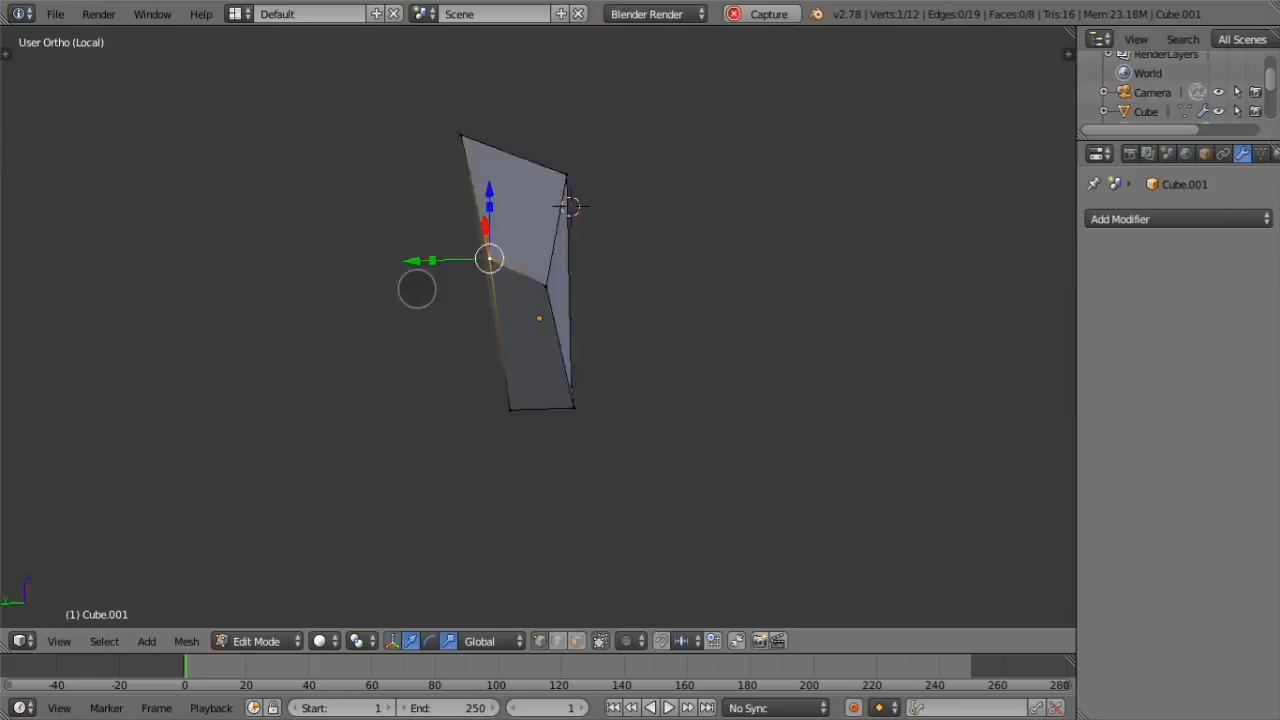 File Render Window Help Default Scene Blender Render Capture v2.78 | Verts:1/12 | Edges:0/19 | Faces:0/8 | Tris:16 | Mem:23.18M | Cube.001
User Ortho (Local)
View Search All Scenes
RenderLayers
World
Camera
Cube
Cube.001
Add Modifier
z
y
(1) Cube.001
View Select Add Mesh Edit Mode Global
-40 -20 0 20 40 60 80 100 120 140 160 180 200 220 240 260 280
View Marker Frame Playback Start: 1 End: 250 1 No Sync